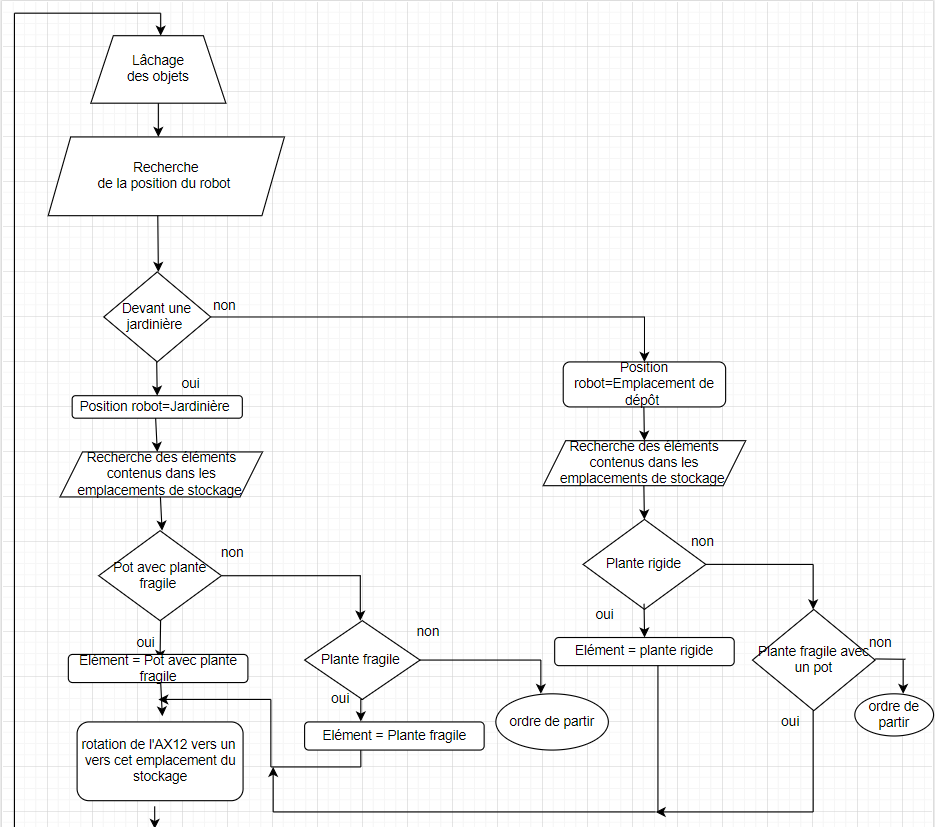 Lâchage
des objets
Recherche
de la position du robot
Devant une
jardinière
non
oui
Position robot=Jardinière
Recherche des éléments
contenus dans les
emplacements de stockage
Pot avec plante
fragile
non
oui
Elément = Pot avec plante
fragile
rotation de l'AX12 vers un
vers cet emplacement du
stockage
Plante fragile
non
oui
Elément = Plante fragile
ordre de partir
Position
robot=Emplacement de
dépôt
Recherche des éléments
contenus dans les
emplacements de stockage
Plante rigide
non
oui
Elément = plante rigide
Plante fragile avec
un pot
non
oui
ordre de
partir